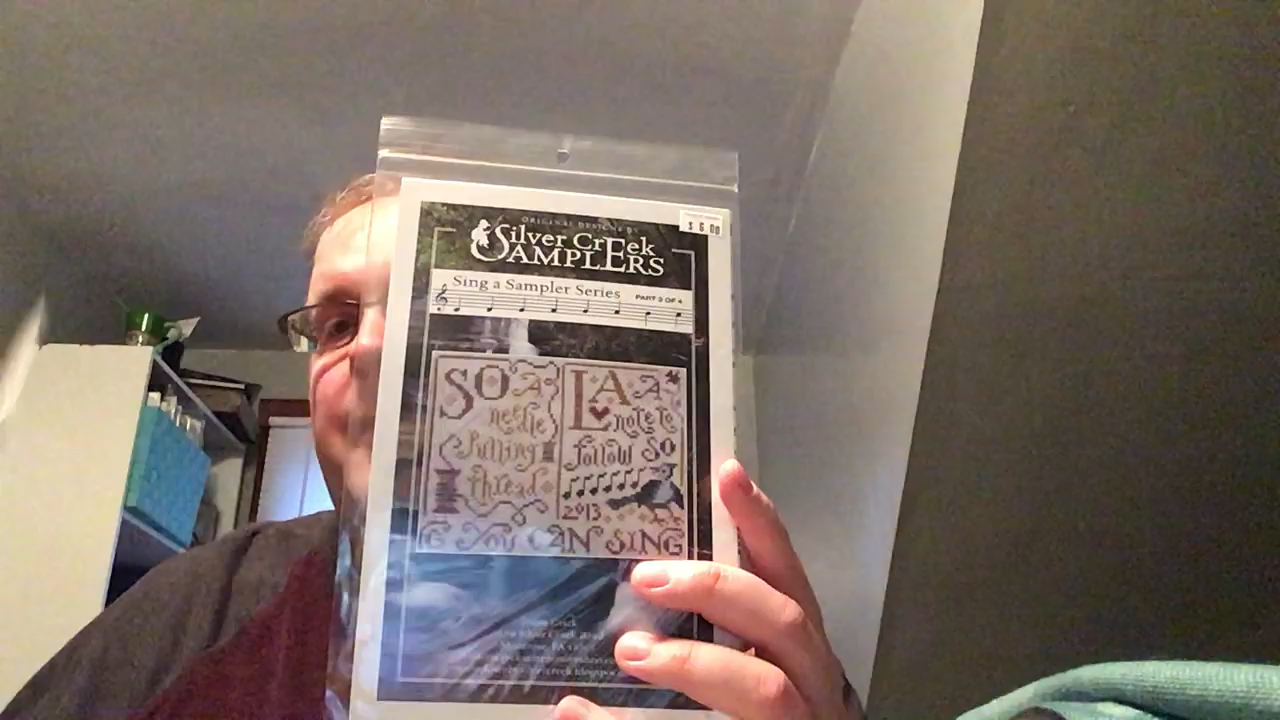 ORIGINAL DESIGNS BY
Silver CrEek
SAMPLERS
$ 6.00
Sing a Sampler Series
PART 3 OF 4
SO A
needle
Pulling
thread
LA A
note to
follow SO
2013
G YOU CAN SING